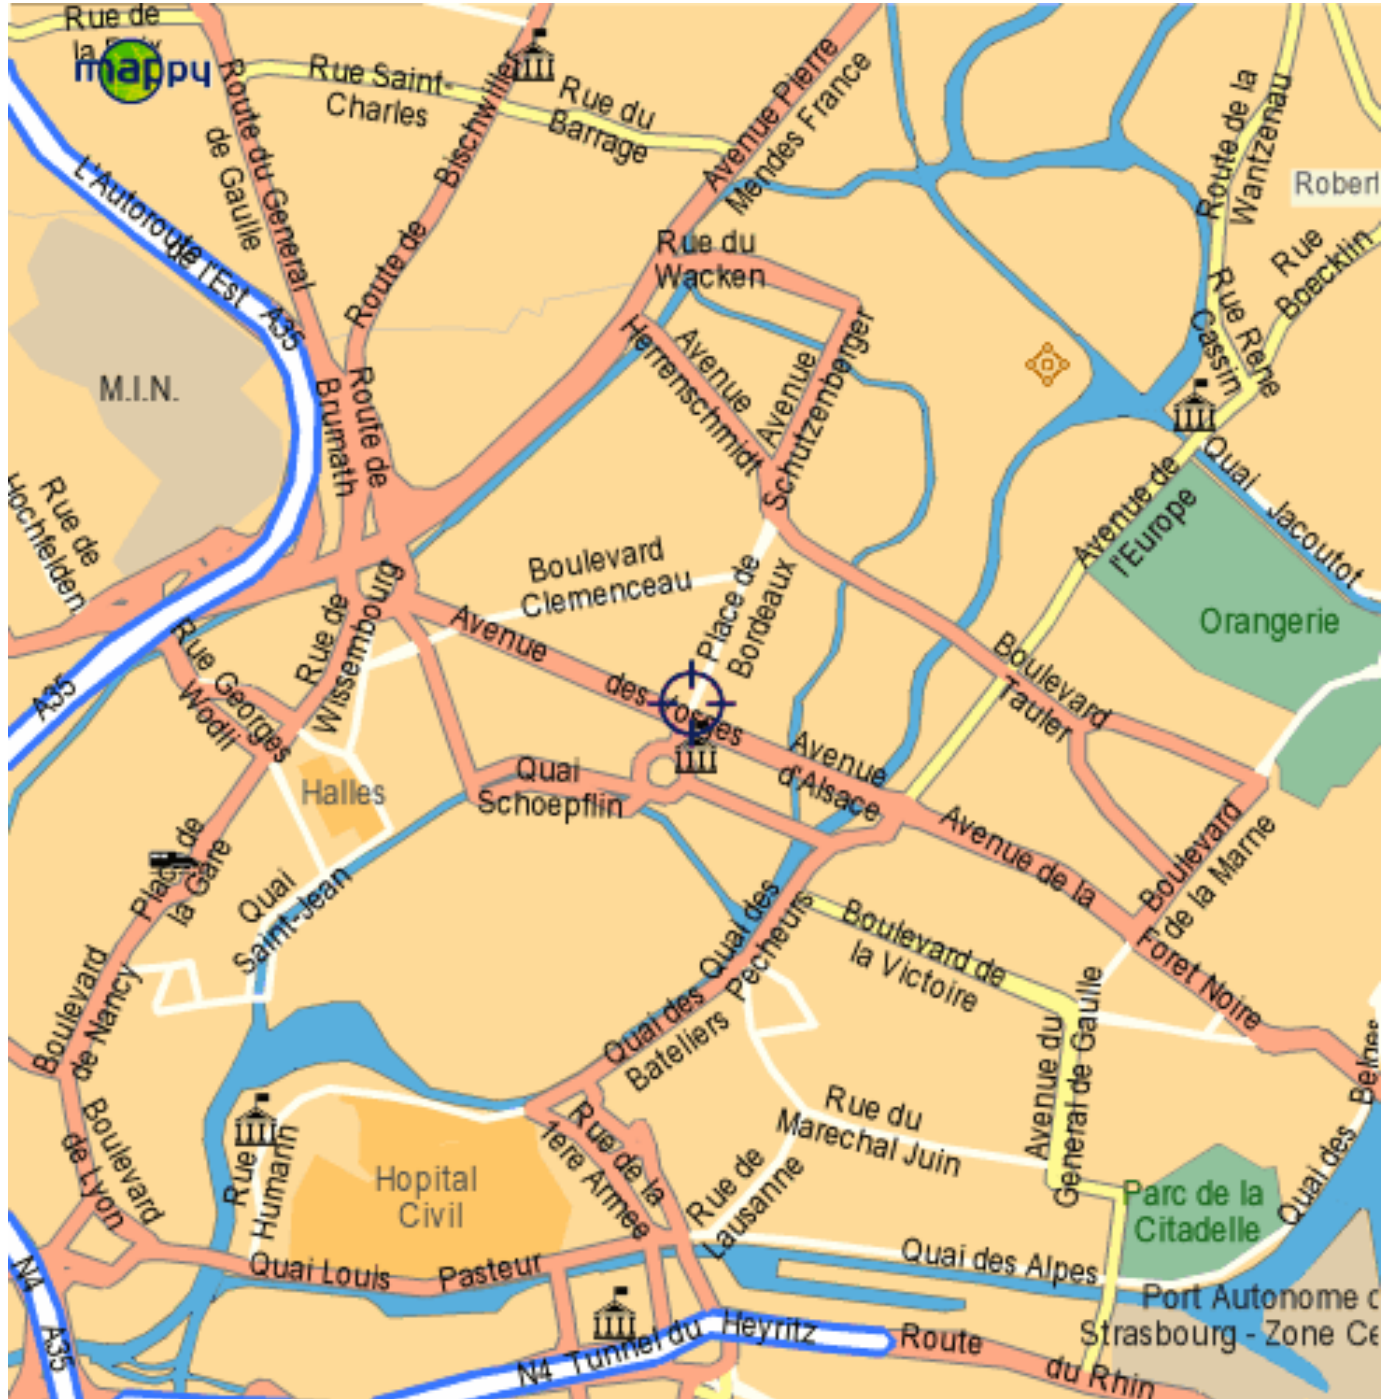 Rue de
la
mappy
Route du General
de Gaulle
Rue Saint-
Charles
Route de
Bischwiller
Rue du
Barrage
Avenue Pierre
Mendes France
Route de la
Wantzenau
Robert
Rue
Boecklin
L'Autoroute
de l'Est
A35
Rue du
Wacken
Rue Rene
Cassin
M.I.N.
Route de
Brumath
Avenue
Herrenschmidt
Avenue
Schutzenberger
Rue de
Hochfelden
Avenue de
l'Europe
Quai
Jacoutot
Orangerie
Boulevard
Clemenceau
Place de
Bordeaux
Rue de
Wissembourg
Avenue
des Vosges
Boulevard
Tauler
A35
Rue Georges
Wodli
Halles
Quai
Schoepflin
Avenue
d'Alsace
Avenue de la
Foret Noire
Boulevard
de la Marne
Place de
la Gare
Quai
Saint-Jean
Quai des
Pecheurs
Boulevard de
la Victoire
Boulevard
de Nancy
Quai des
Bateliers
Avenue du
General de Gaulle
Rue du
Marechal Juin
Boulevard
de Lyon
Rue
Humann
Hopital
Civil
Rue de la
1ere Armee
Rue de
Lausanne
Parc de la
Citadelle
Quai des
Belges
Quai Louis
Pasteur
Quai des Alpes
Port Autonome d
Strasbourg - Zone Ce
N4
A35
N4
Tunnel du
Heyritz
Route
du Rhin